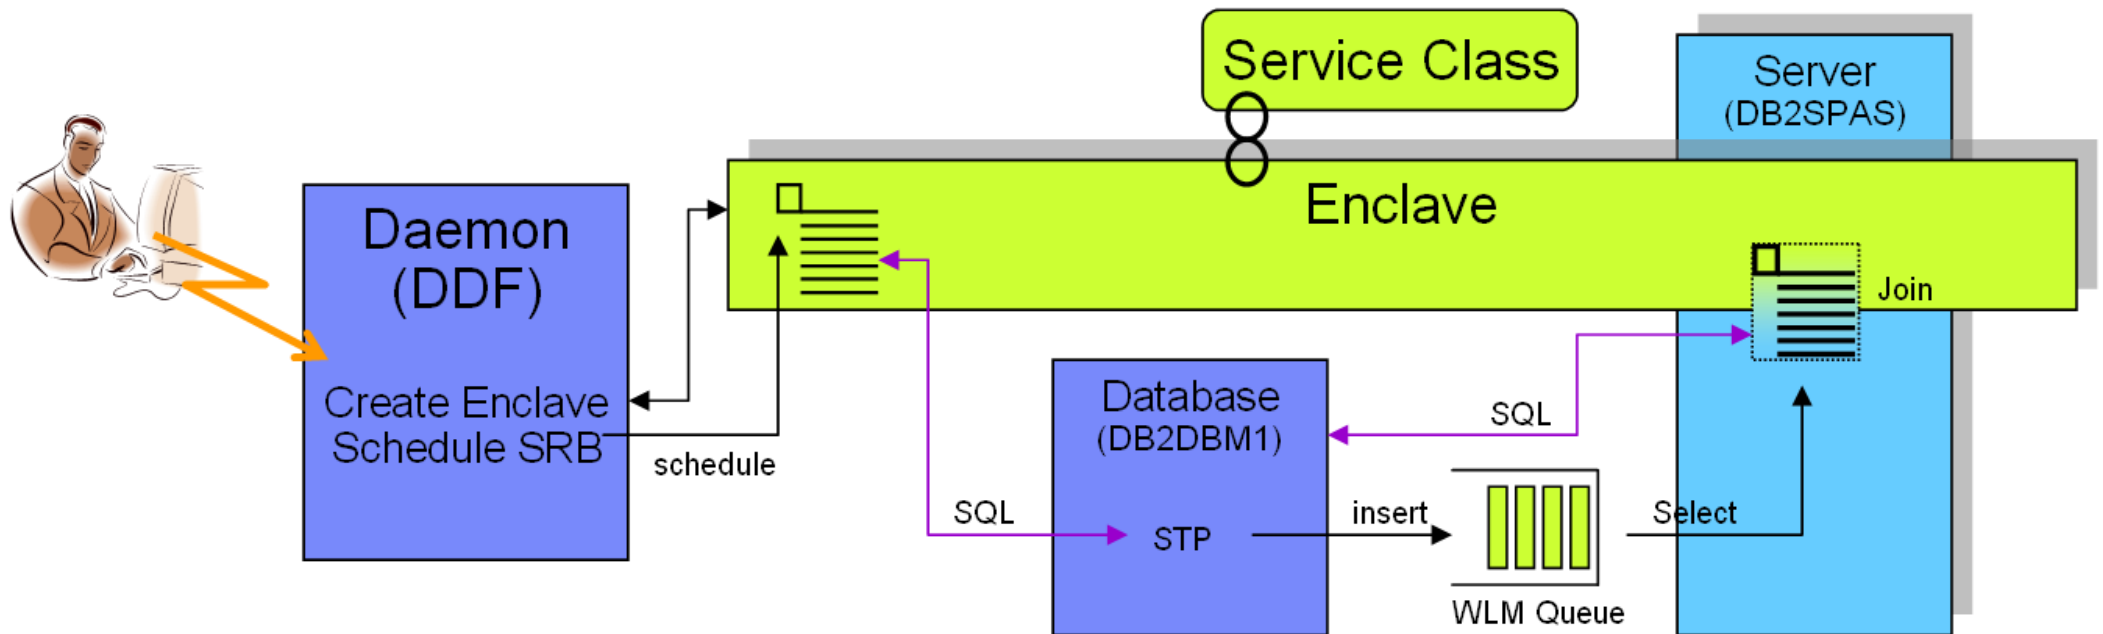 Service Class
Server
(DB2SPAS)
Enclave
Daemon
(DDF)
Create Enclave
Schedule SRB
schedule
Join
Database
(DB2DBM1)
SQL
SQL
STP
insert
Select
WLM Queue